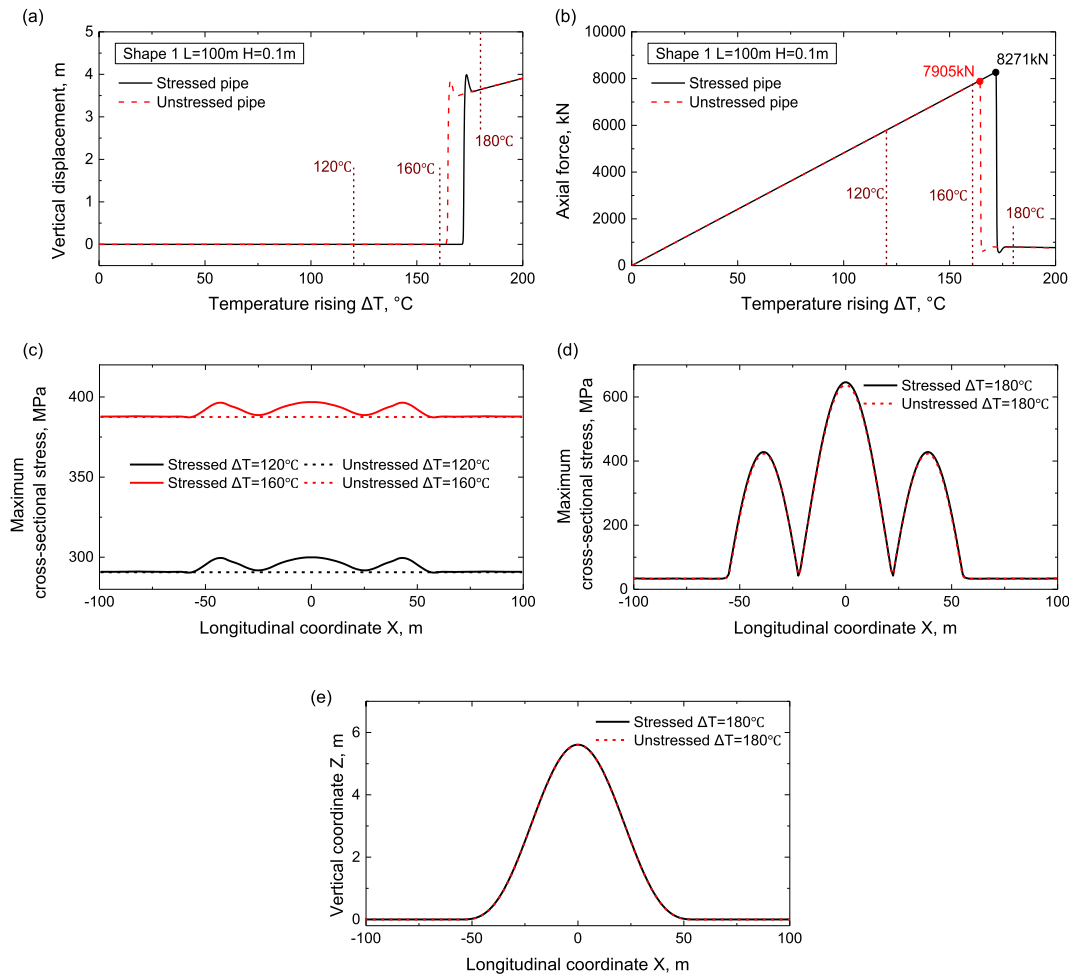 (a)
Shape 1 L=100m H=0.1m
Stressed pipe
Unstressed pipe
120℃
160℃
180℃
Vertical displacement, m
5
4
3
2
1
0
0
50
100
150
200
Temperature rising ΔT, °C
(b)
Shape 1 L=100m H=0.1m
Stressed pipe
Unstressed pipe
7905kN
8271kN
120℃
160℃
180℃
Axial force, kN
10000
8000
6000
4000
2000
0
0
50
100
150
200
Temperature rising ΔT, °C
(c)
Maximum
cross-sectional stress, MPa
400
350
300
Stressed ΔT=120℃
Unstressed ΔT=120℃
Stressed ΔT=160℃
Unstressed ΔT=160℃
-100
-50
0
50
100
Longitudinal coordinate X, m
(d)
Maximum
cross-sectional stress, MPa
600
400
200
0
Stressed ΔT=180℃
Unstressed ΔT=180℃
-100
-50
0
50
100
Longitudinal coordinate X, m
(e)
Vertical coordinate Z, m
6
4
2
0
Stressed ΔT=180℃
Unstressed ΔT=180℃
-100
-50
0
50
100
Longitudinal coordinate X, m